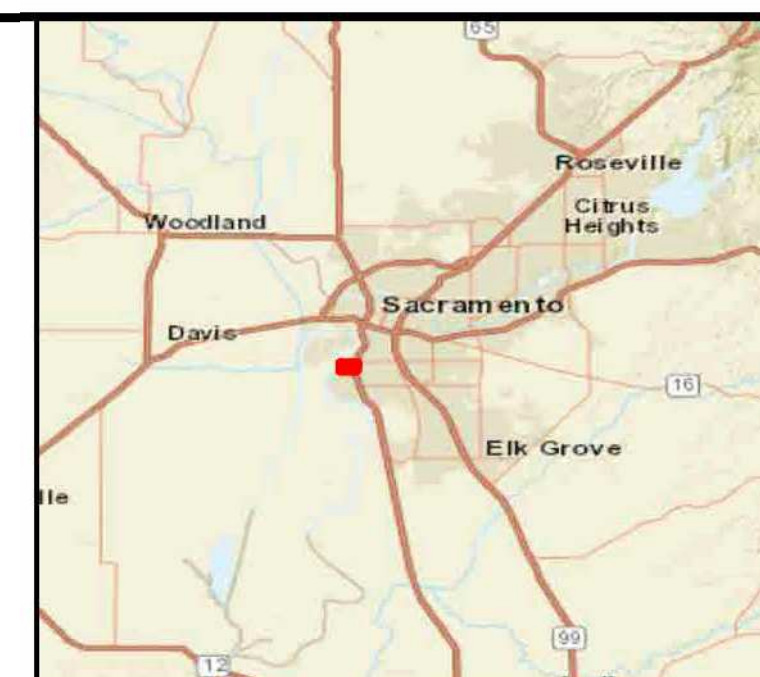 65
Roseville
Citrus
Heights
Woodland
Sacramento
Davis
16
Elk Grove
lle
99
12